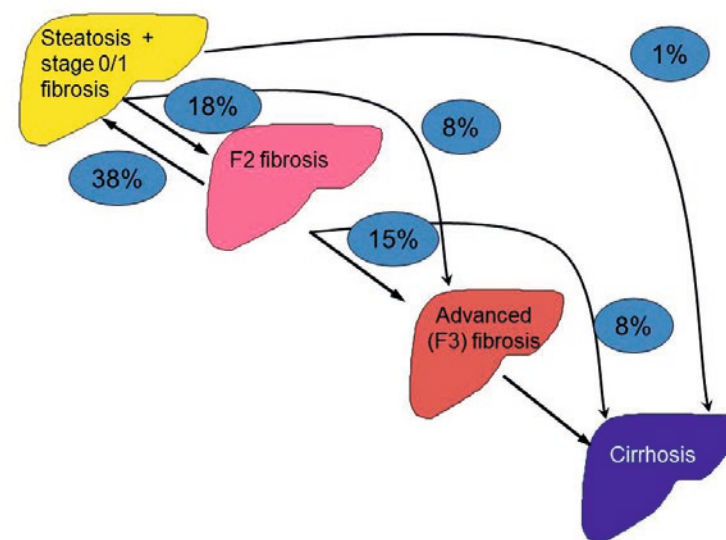 Steatosis +
stage 0/1
fibrosis
1%
18%
8%
F2 fibrosis
38%
15%
Advanced
(F3) fibrosis
8%
Cirrhosis